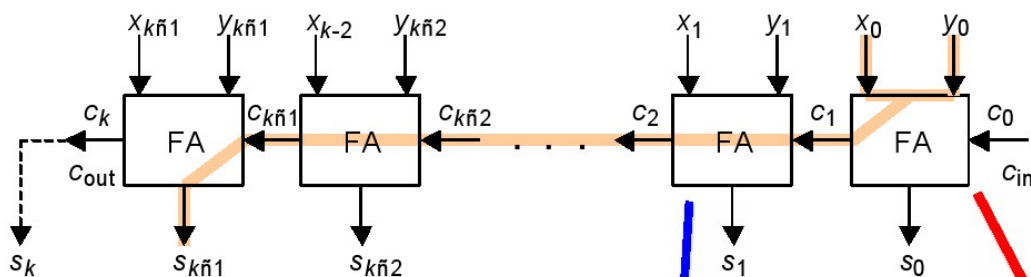 xkñ1 ykñ1 xk-2 ykñ2 x1 y1 x0 y0
ck ckñ1 ckñ2 c2 c1 c0
FA FA . . . FA FA
cout cin
sk skñ1 skñ2 s1 s0